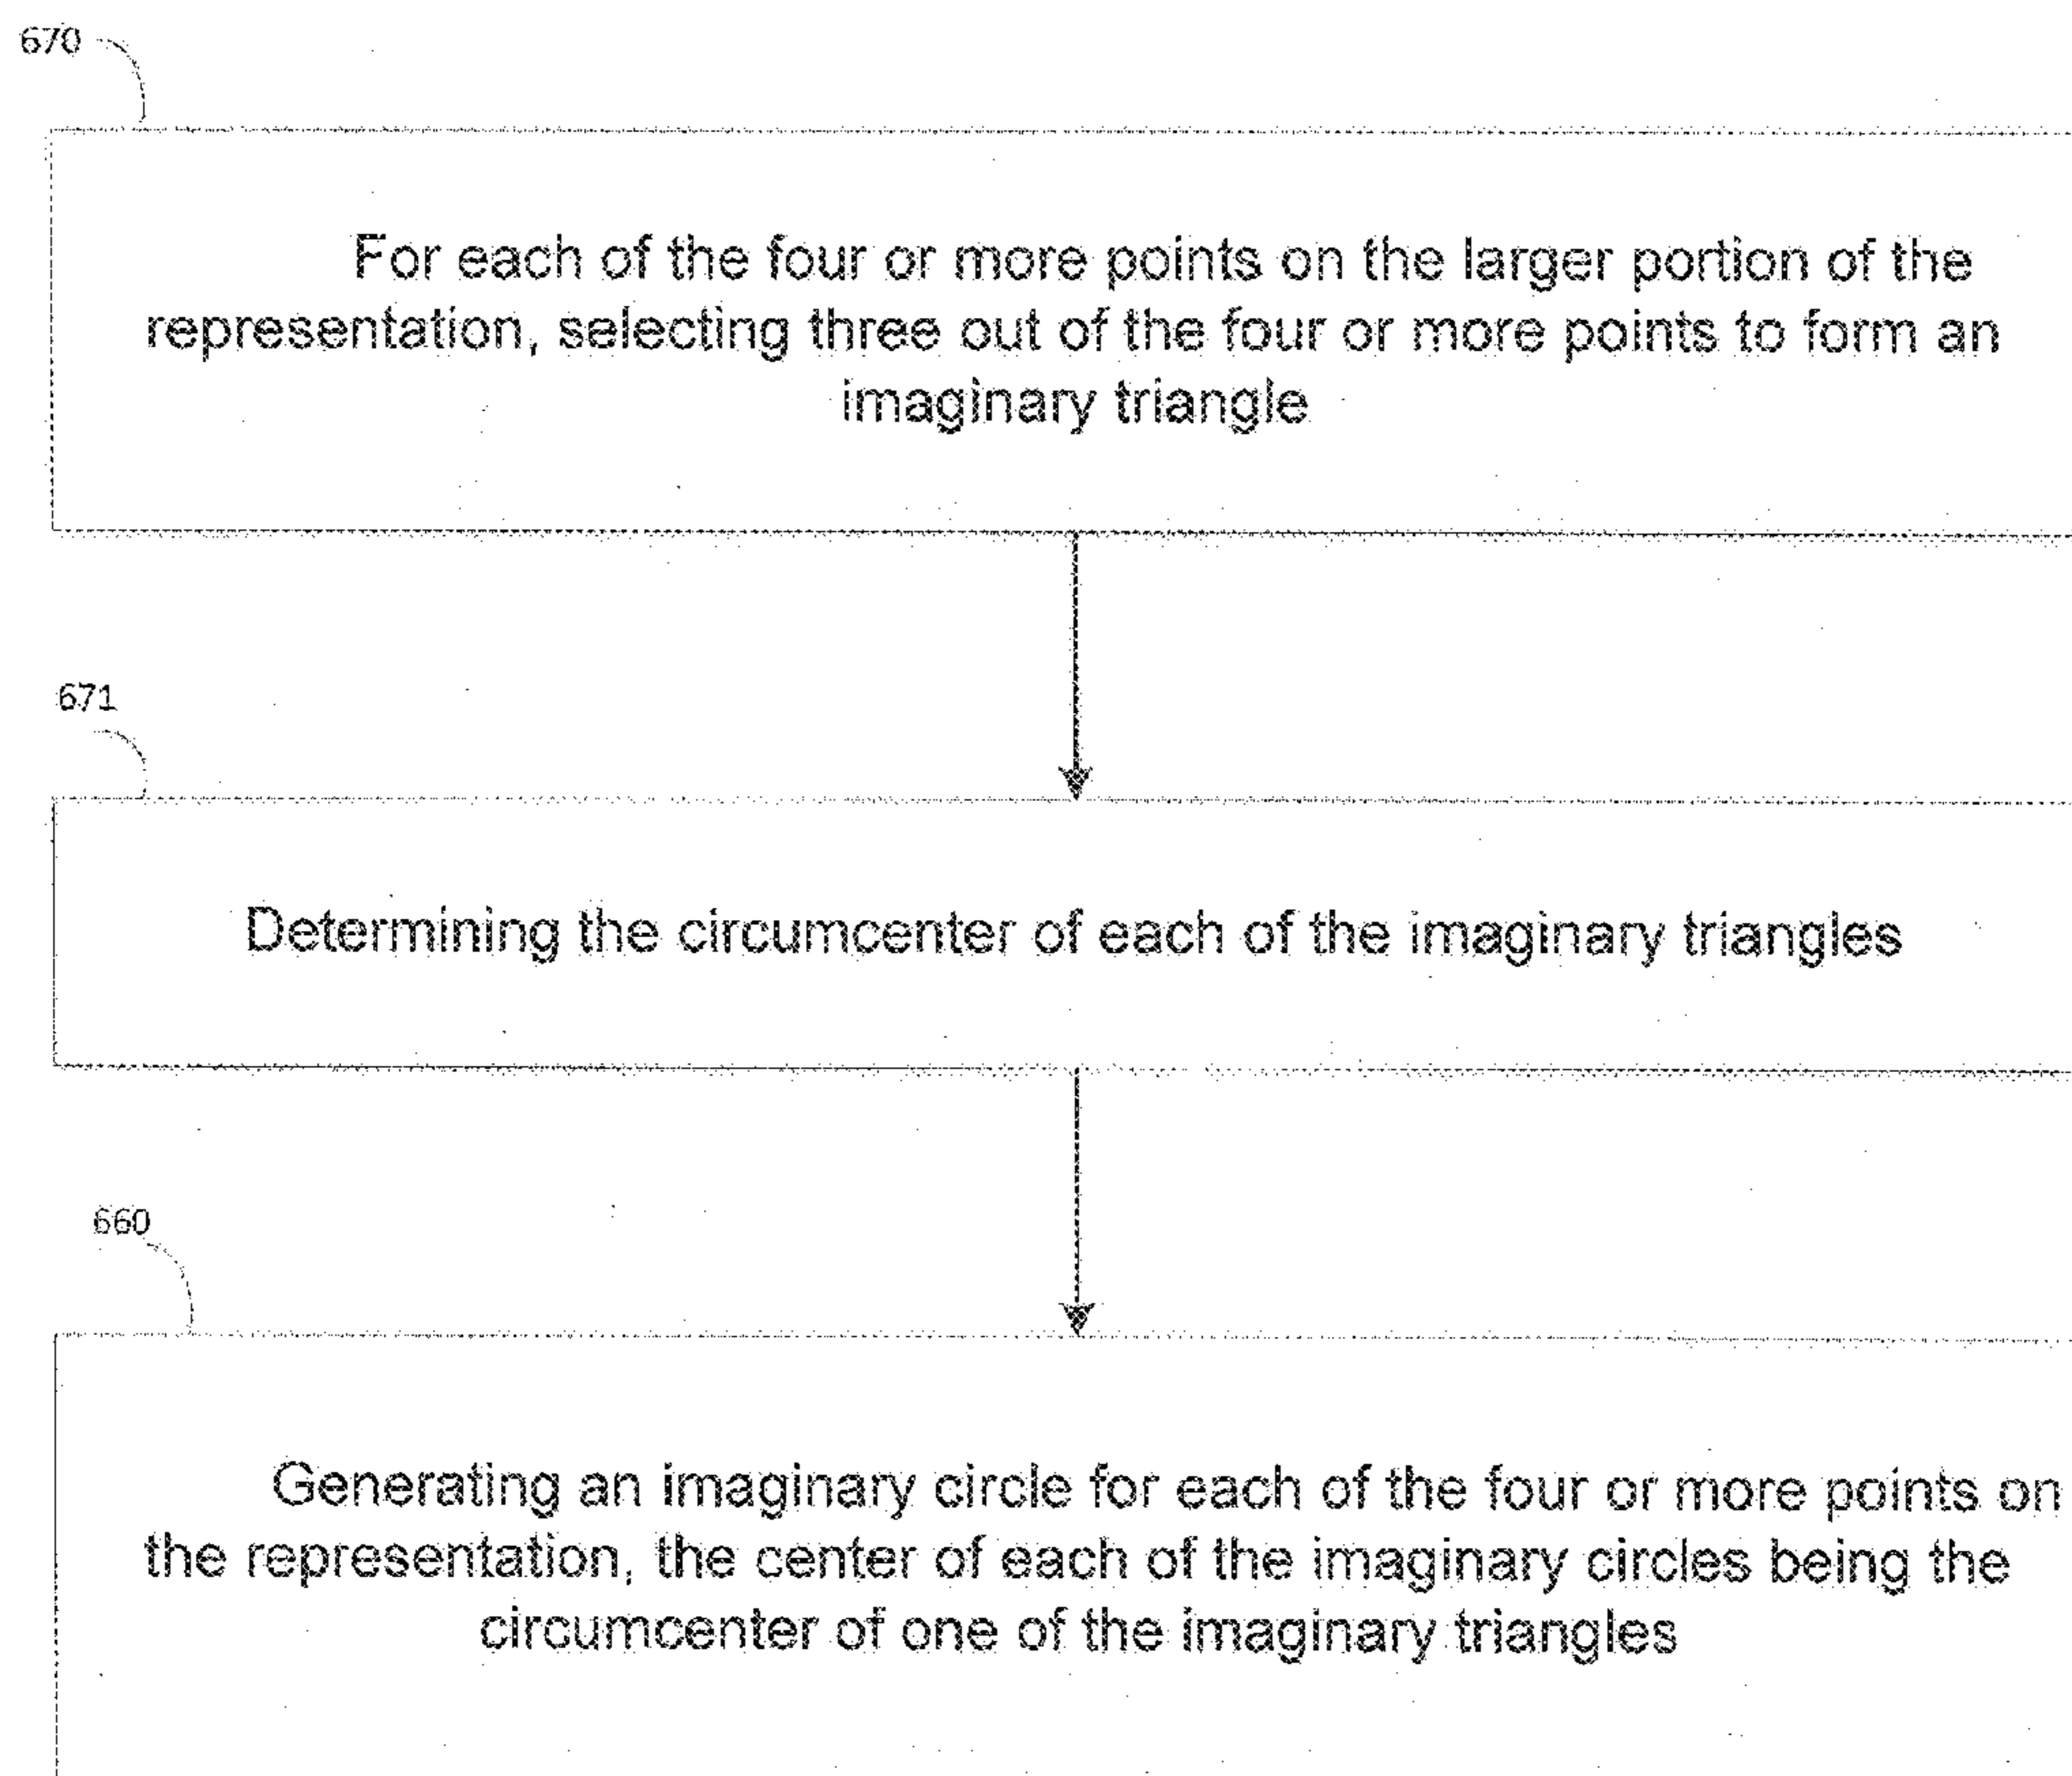 670
For each of the four or more points on the larger portion of the
representation, selecting three out of the four or more points to form an
imaginary triangle
671
Determining the circumcenter of each of the imaginary triangles
660
Generating an imaginary circle for each of the four or more points on
the representation, the center of each of the imaginary circles being the
circumcenter of one of the imaginary triangles